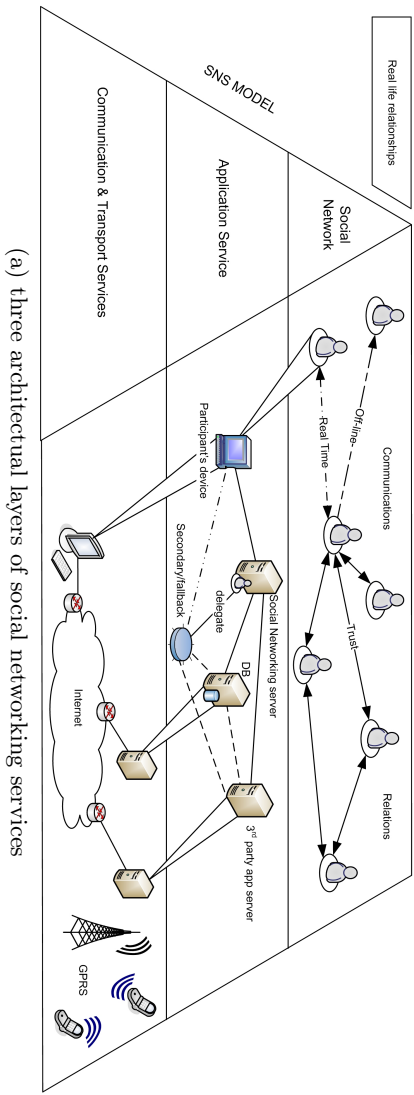 Real life relationships
SNS MODEL
Social
Network
Communications
Relations
Off-line
Real Time
Trust
Application Service
Participant's device
Social Networking server
delegate
Secondary/fallback
DB
3rd party app server
Communication & Transport Services
Internet
GPRS
(a) three architectual layers of social networking services